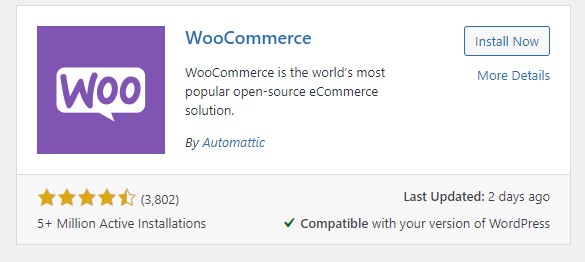 WOO
WooCommerce
Install Now
More Details
WooCommerce is the world's most
popular open-source eCommerce
solution.
By Automattic
(3,802)
Last Updated: 2 days ago
5+ Million Active Installations
Compatible with your version of WordPress